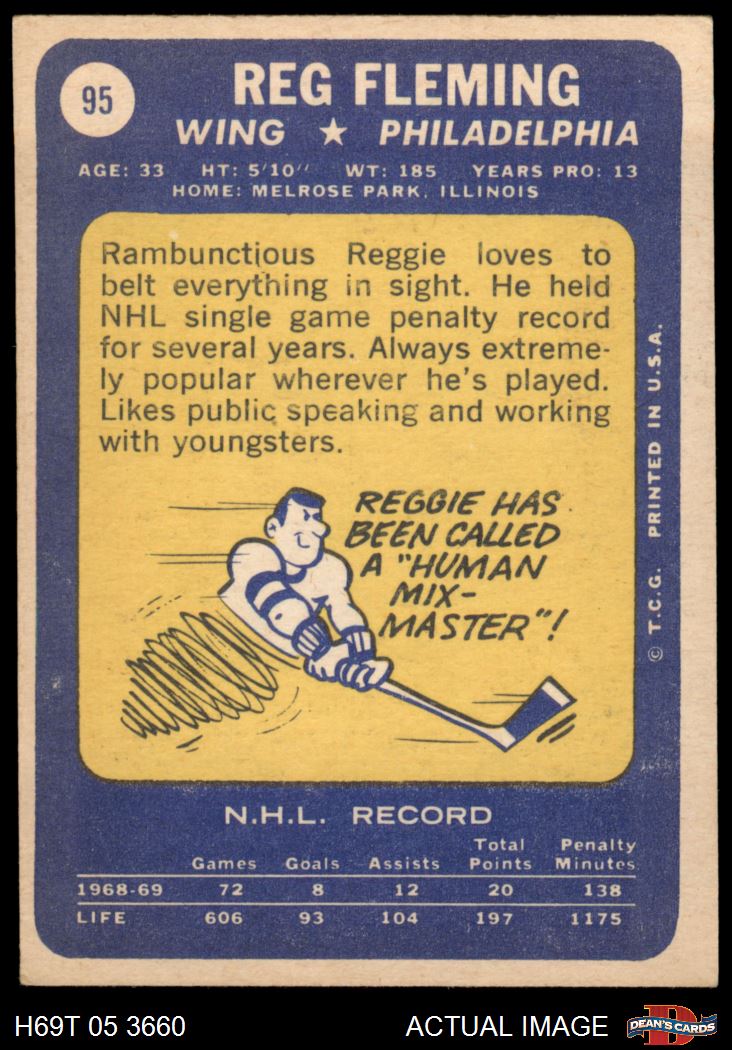 95
REG FLEMING
WING ★ PHILADELPHIA
AGE: 33 HT: 5'10" WT: 185 YEARS PRO: 13
HOME: MELROSE PARK, ILLINOIS
Rambunctious Reggie loves to
belt everything in sight. He held
NHL single game penalty record
for several years. Always extreme-
ly popular wherever he's played.
Likes public speaking and working
with youngsters.
REGGIE HAS
BEEN CALLED
A "HUMAN
MIX-
MASTER"!
© T.C.G. PRINTED IN U.S.A.
N.H.L. RECORD
Games Goals Assists Total Points Penalty Minutes
1968-69 72 8 12 20 138
LIFE 606 93 104 197 1175
H69T 05 3660 ACTUAL IMAGE
D
DEAN'S CARDS